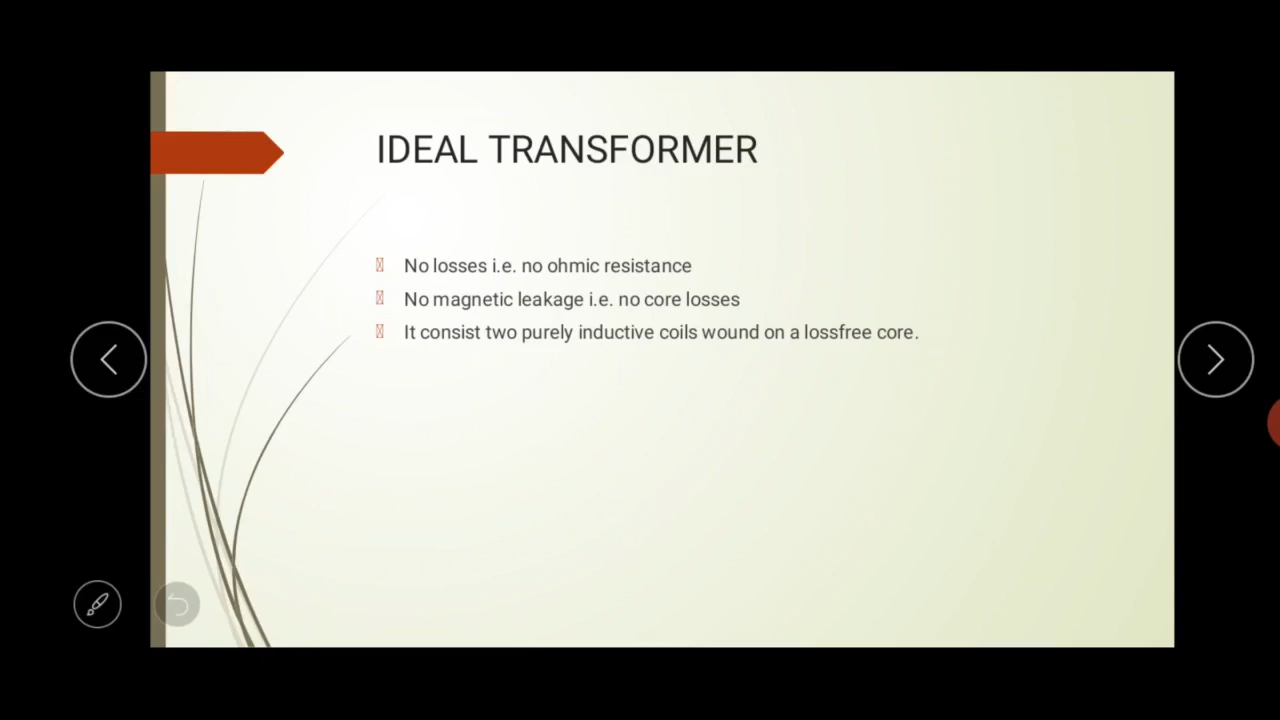 IDEAL TRANSFORMER
No losses i.e. no ohmic resistance
No magnetic leakage i.e. no core losses
It consist two purely inductive coils wound on a lossfree core.